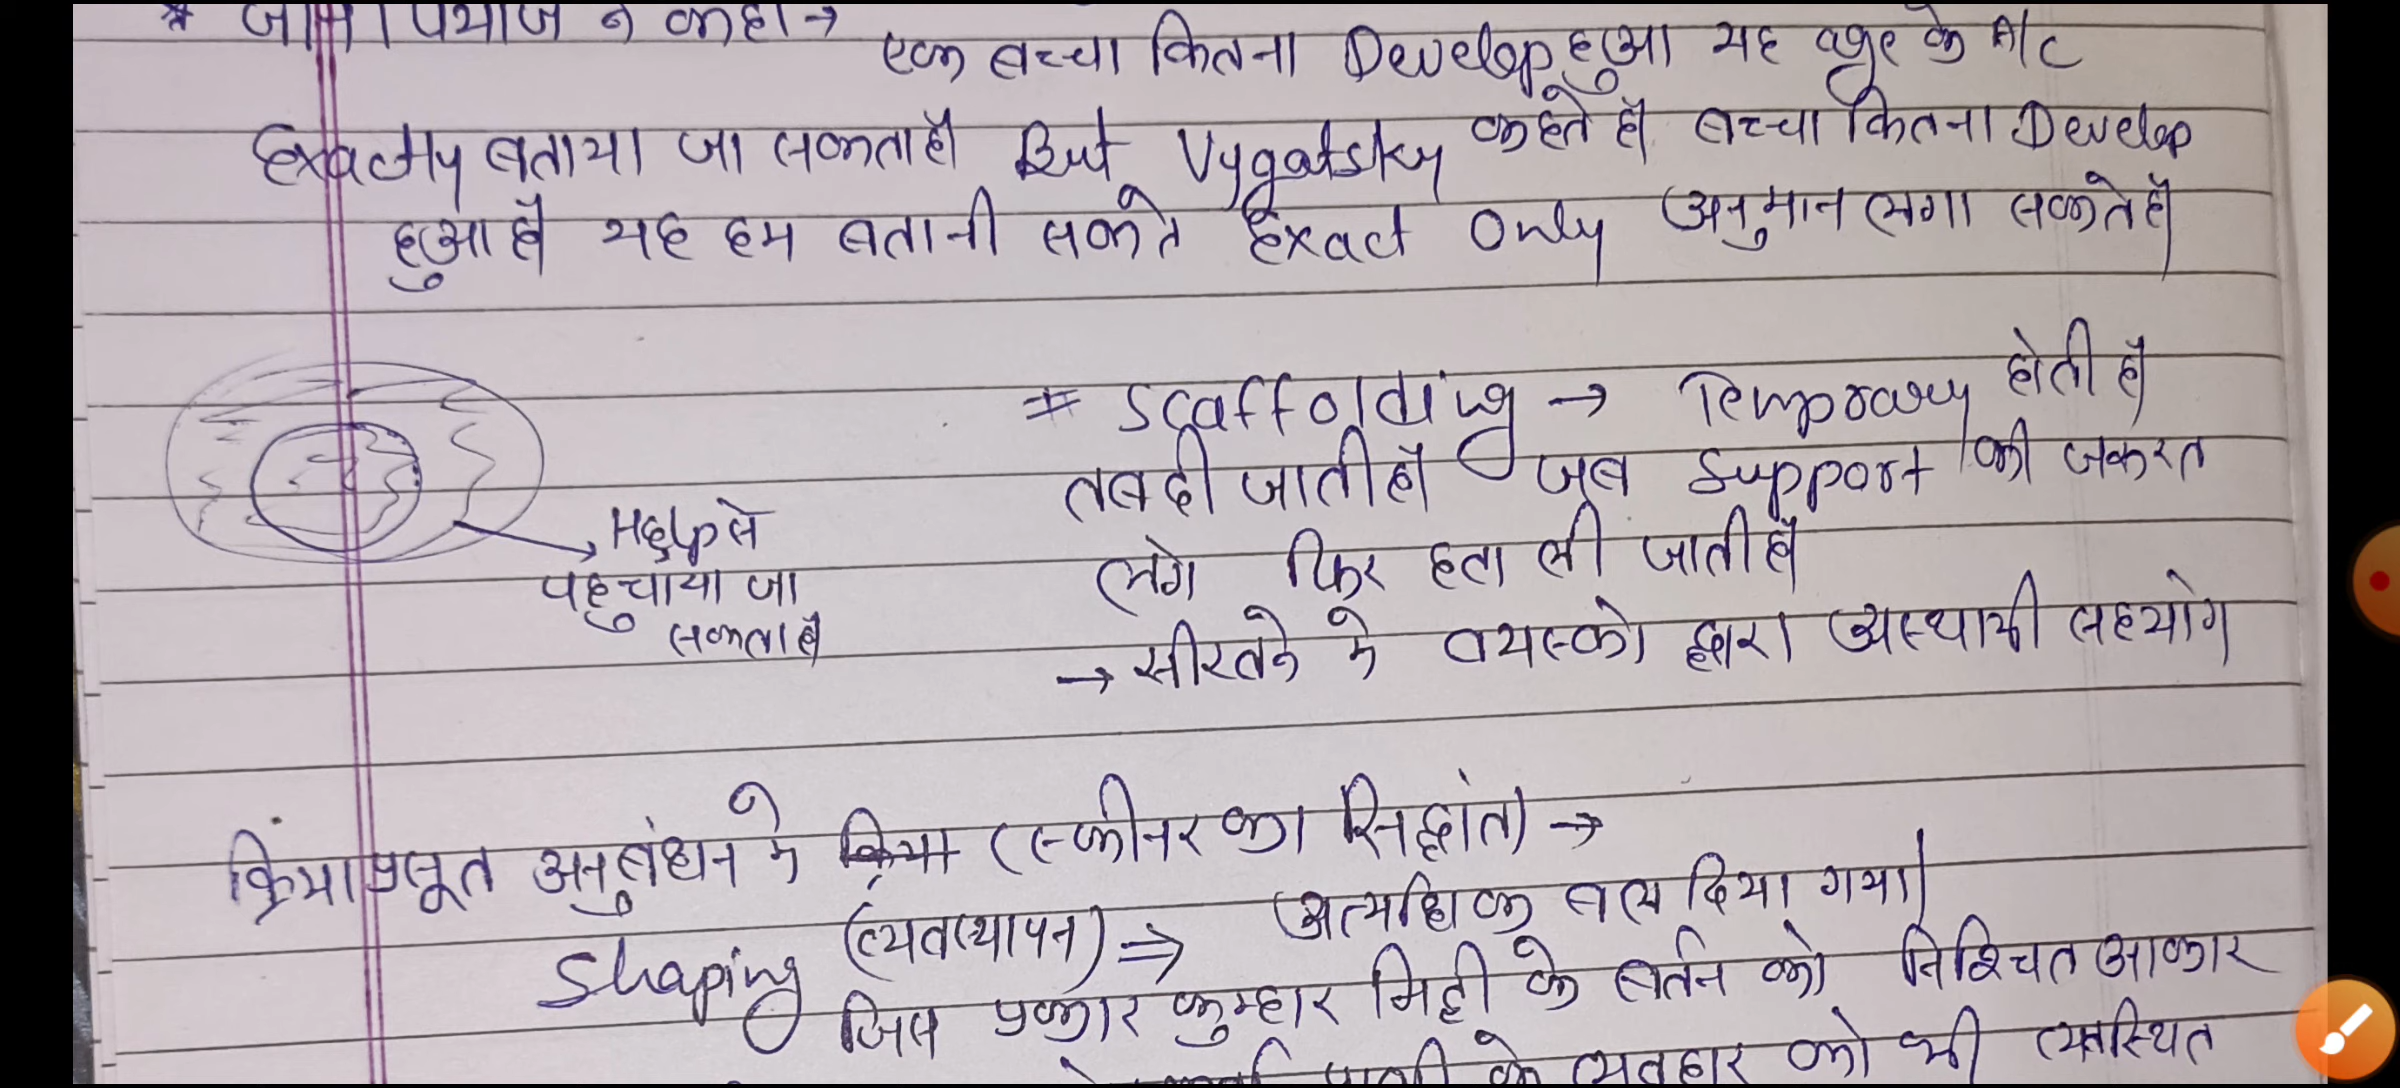 * जीन पियाजे ने कहा → एक बच्चा कितना Develop हुआ यह age के A/c
Exactly बताया जा सकता है But Vygotsky कहते है बच्चा कितना Develop
हुआ है यह हम बता नी सकते Exact Only अनुमान लगा सकते है
# Scaffolding → Temporary होती है
तब दी जाती है जब Support की जरूरत
लगे फिर हटा ली जाती है
→ सीखने मे वयस्को द्वारा अस्थायी सहयोग
Help से
पहुचाया जा
सकता है
क्रियाप्रसूत अनुबंधन मे क्रिया (स्कीनर का सिद्धांत) →
Shaping (व्यवस्थापन) ⇒ अत्यधिक बल दिया गया।
जिस प्रकार कुम्हार मिट्टी के बर्तन को निश्चित आकार
के व्यवहार को भी व्यवस्थित